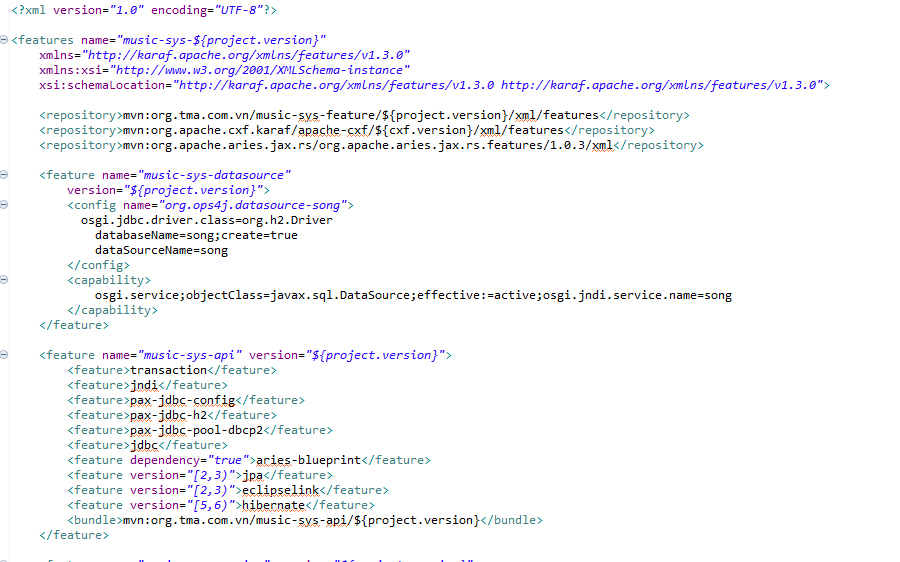 <?xml version="1.0" encoding="UTF-8"?>
<features name="music-sys-${project.version}"
xmlns="http://karaf.apache.org/xmlns/features/v1.3.0"
xmlns:xsi="http://www.w3.org/2001/XMLSchema-instance"
xsi:schemaLocation="http://karaf.apache.org/xmlns/features/v1.3.0 http://karaf.apache.org/xmlns/features/v1.3.0">
<repository>mvn:org.tma.com.vn/music-sys-feature/${project.version}/xml/features</repository>
<repository>mvn:org.apache.cxf.karaf/apache-cxf/${cxf.version}/xml/features</repository>
<repository>mvn:org.apache.aries.jax.rs/org.apache.aries.jax.rs.features/1.0.3/xml</repository>
<feature name="music-sys-datasource"
version="${project.version}">
<config name="org.ops4j.datasource-song">
osgi.jdbc.driver.class=org.h2.Driver
databaseName=song;create=true
dataSourceName=song
</config>
<capability>
osgi.service;objectClass=javax.sql.DataSource;effective:=active;osgi.jndi.service.name=song
</capability>
</feature>
<feature name="music-sys-api" version="${project.version}">
<feature>transaction</feature>
<feature>jndi</feature>
<feature>pax-jdbc-config</feature>
<feature>pax-jdbc-h2</feature>
<feature>pax-jdbc-pool-dbcp2</feature>
<feature>jdbc</feature>
<feature dependency="true">aries-blueprint</feature>
<feature version="[2,3)">jpa</feature>
<feature version="[2,3)">eclipselink</feature>
<feature version="[5,6)">hibernate</feature>
<bundle>mvn:org.tma.com.vn/music-sys-api/${project.version}</bundle>
</feature>